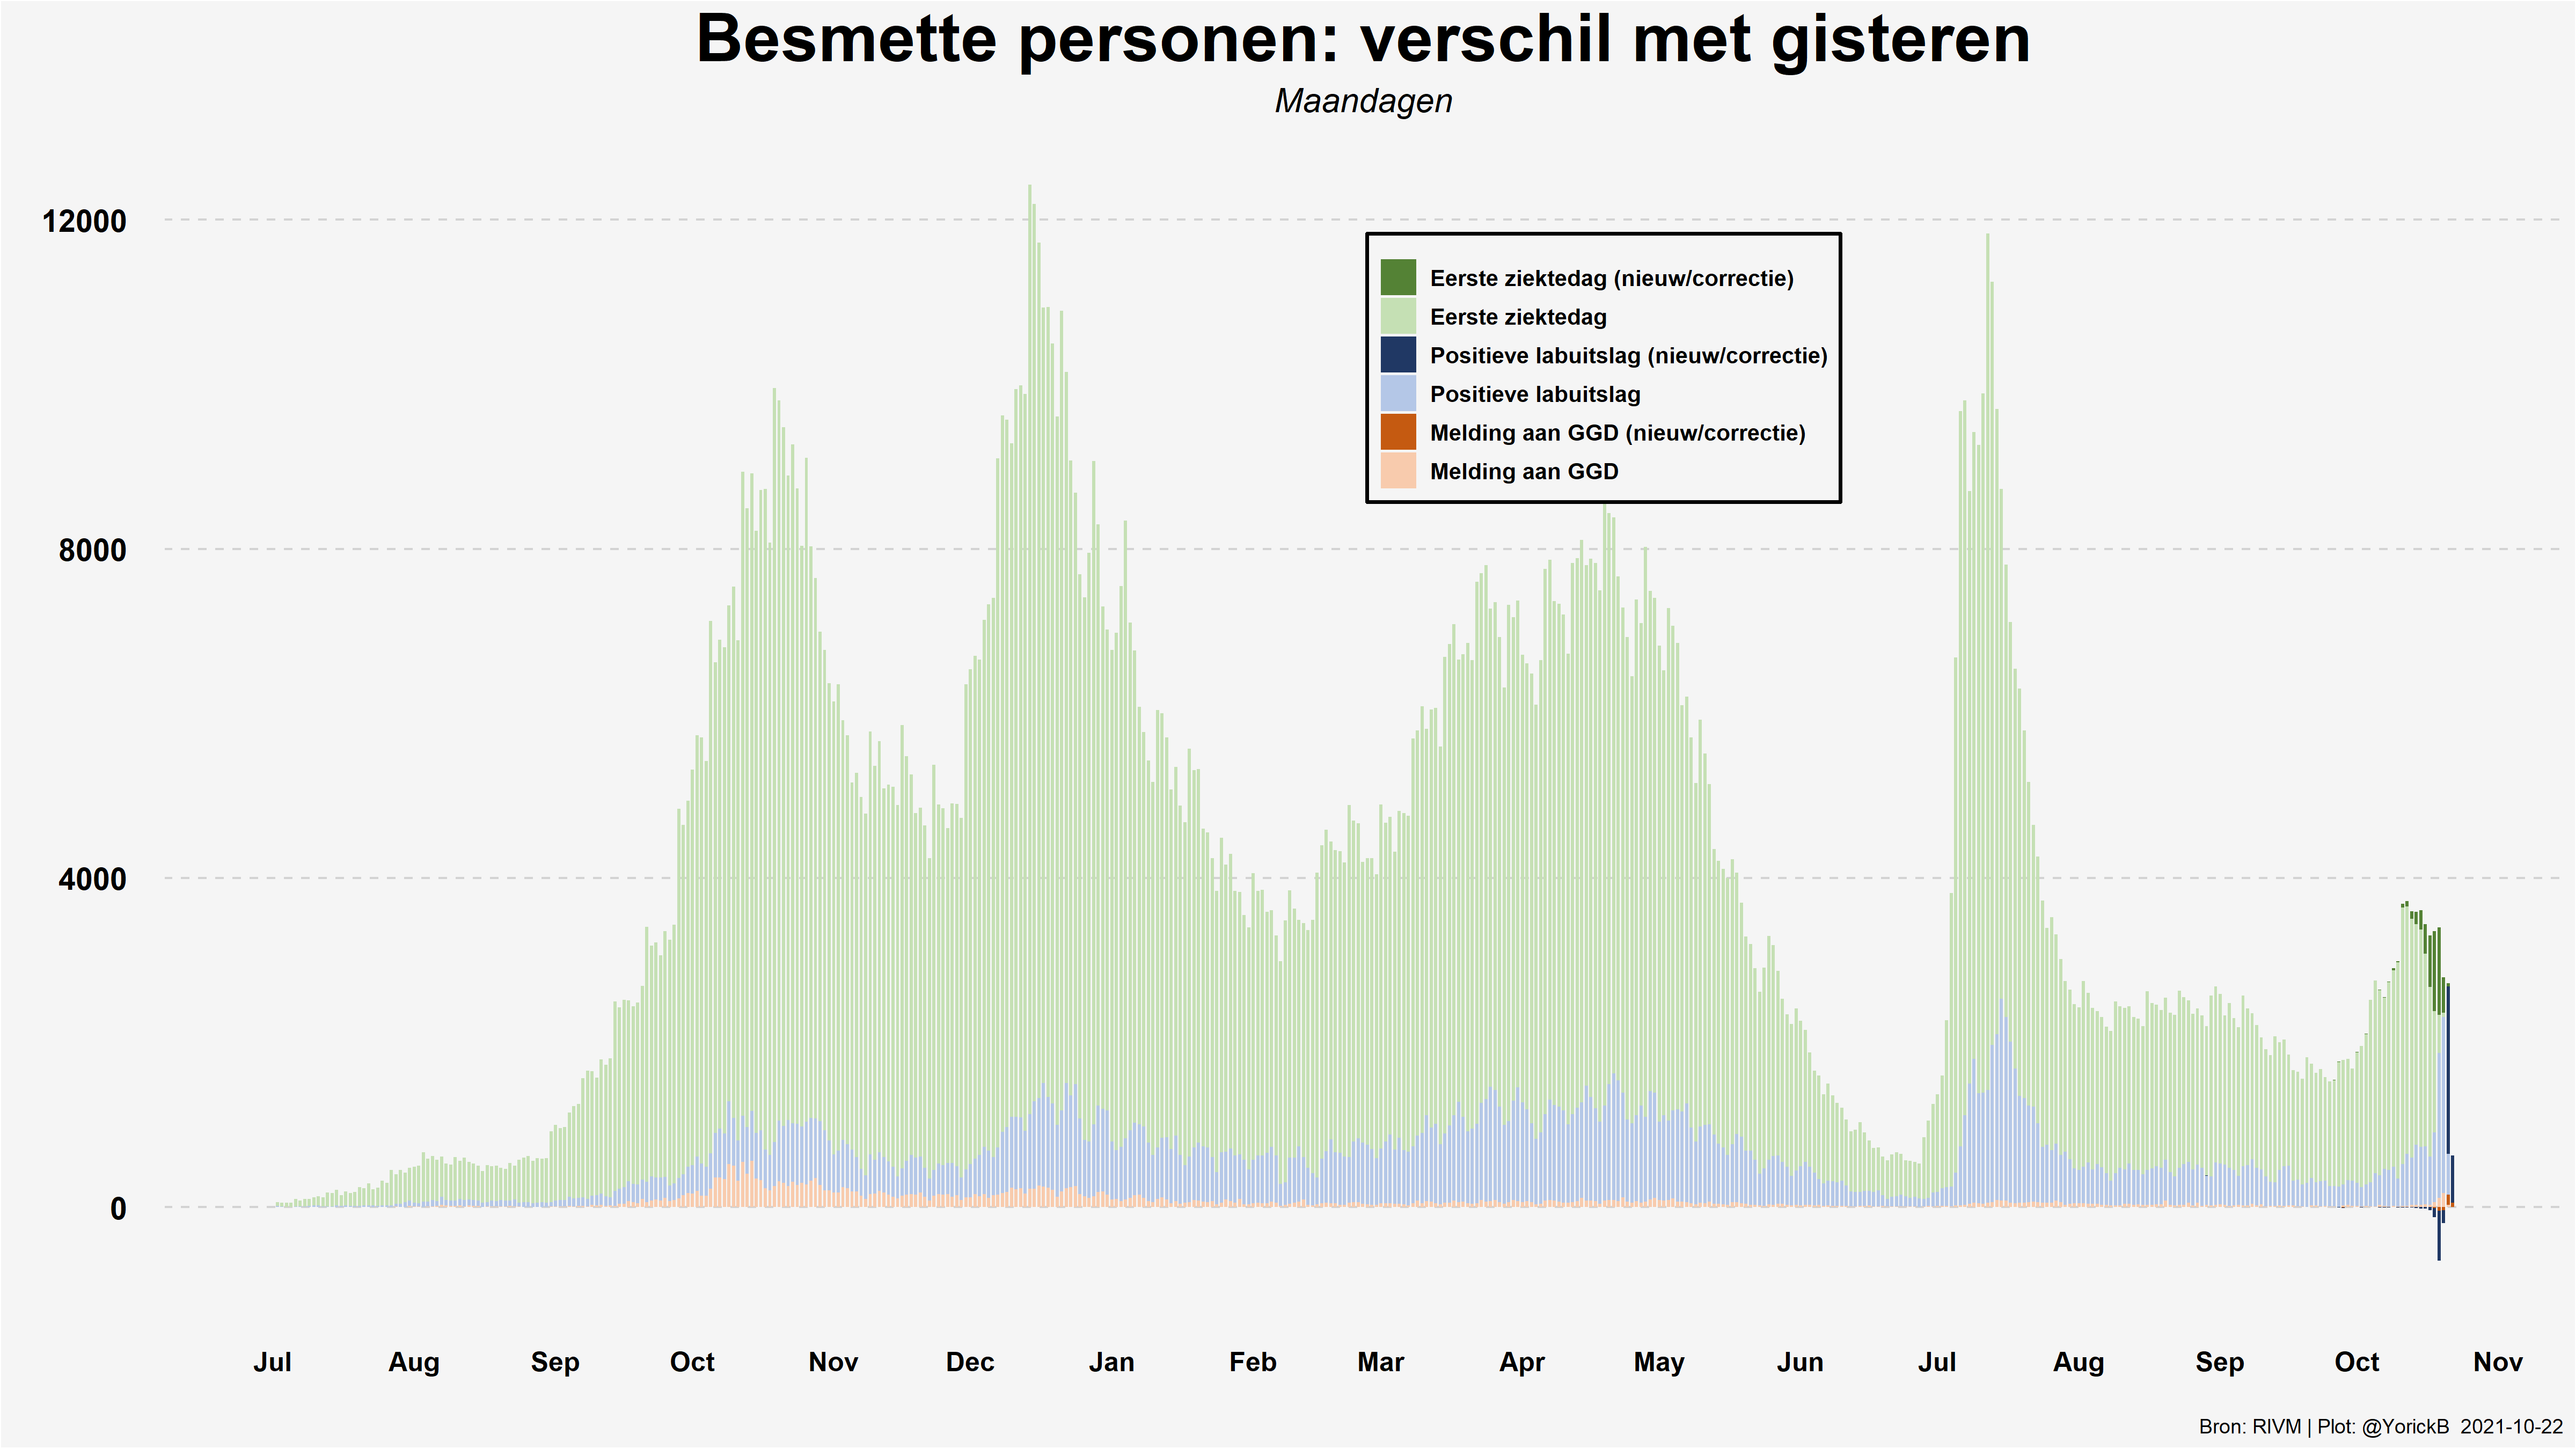 Besmette personen: verschil met gisteren
Maandagen
12000
8000
4000
0
Eerste ziektedag (nieuw/correctie)
Eerste ziektedag
Positieve labuitslag (nieuw/correctie)
Positieve labuitslag
Melding aan GGD (nieuw/correctie)
Melding aan GGD
Jul Aug Sep Oct Nov Dec Jan Feb Mar Apr May Jun Jul Aug Sep Oct Nov
Bron: RIVM | Plot: @YorickB 2021-10-22